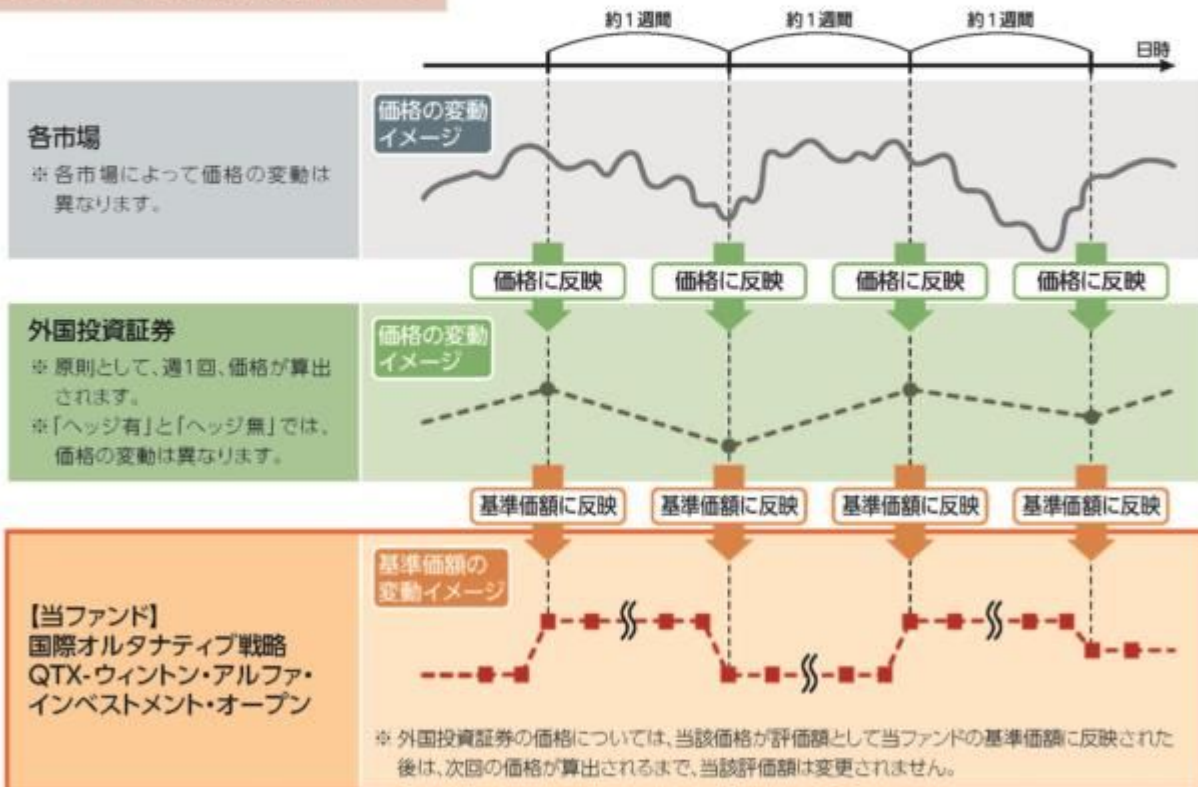 約1週間
約1週間
約1週間
日時
各市場
※ 各市場によって価格の変動は
異なります。
価格の変動
イメージ
価格に反映
価格に反映
価格に反映
価格に反映
外国投資証券
※ 原則として、週1回、価格が算出
されます。
※「ヘッジ有」と「ヘッジ無」では、
価格の変動は異なります。
価格の変動
イメージ
基準価額に反映
基準価額に反映
基準価額に反映
基準価額に反映
【当ファンド】
国際オルタナティブ戦略
QTX-ウィントン・アルファ・
インベストメント・オープン
基準価額の
変動イメージ
※ 外国投資証券の価格については、当該価格が評価額として当ファンドの基準価額に反映された
後は、次回の価格が算出されるまで、当該評価額は変更されません。